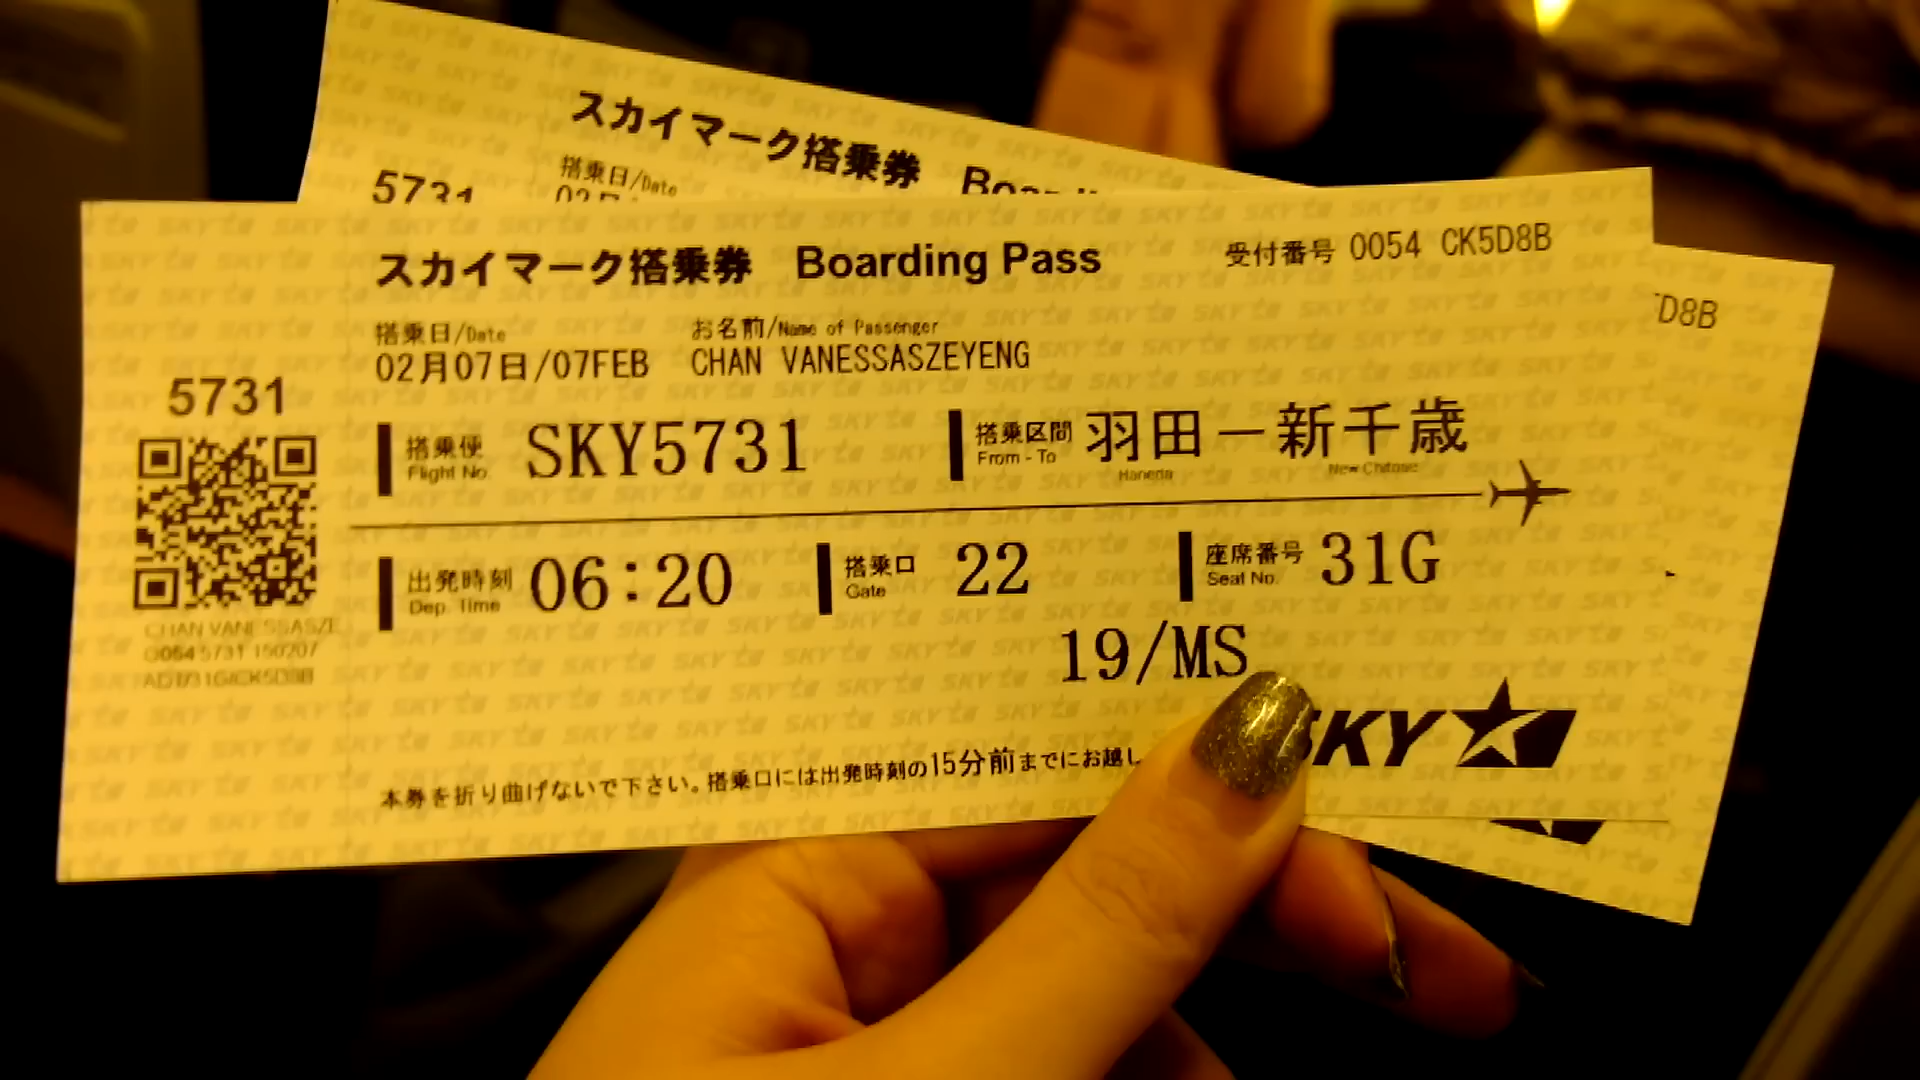 スカイマーク搭乗券
搭乗日/Date
5731
スカイマーク搭乗券 Boarding Pass
受付番号 0054 CK5D8B
D8B
搭乗日/Date お名前/Name of Passenger
02月07日/07FEB CHAN VANESSASZEYENG
5731
搭乗便 Flight No. SKY5731
搭乗区間 From - To 羽田－新千歳
Haneda New Chitose
出発時刻 Dep. Time 06:20
搭乗口 Gate 22
座席番号 Seat No. 31G
CHAN VANESSASZE
0054 5731 150207
19/MS
SKY
本券を折り曲げないで下さい。搭乗口には出発時刻の15分前までにお越し